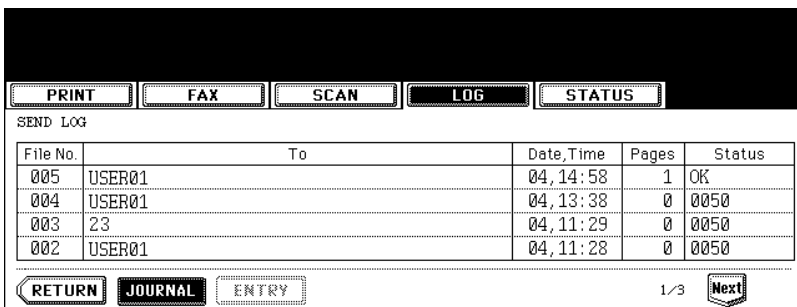 PRINT FAX SCAN LOG STATUS
SEND LOG
File No. To Date,Time Pages Status
005 USER01 04,14:58 1 OK
004 USER01 04,13:38 0 0050
003 23 04,11:29 0 0050
002 USER01 04,11:28 0 0050
RETURN JOURNAL ENTRY 1/3 Next